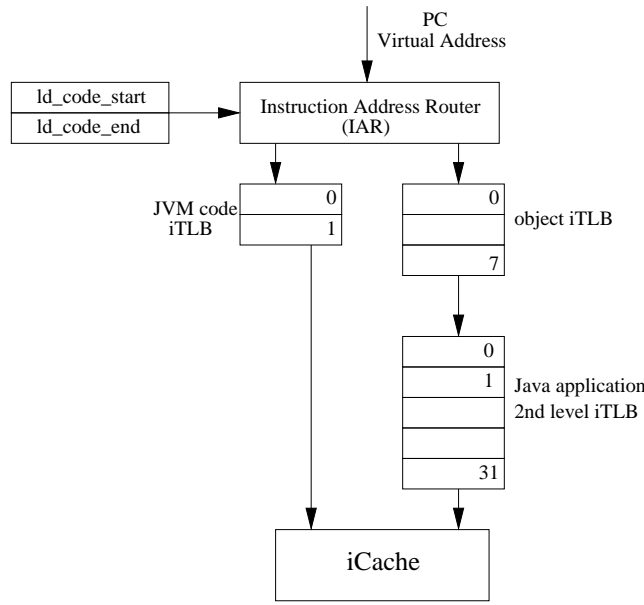 PC
Virtual Address
ld_code_start
ld_code_end
Instruction Address Router
(IAR)
JVM code
iTLB
0
1
0
7
object iTLB
0
1
31
Java application
2nd level iTLB
iCache